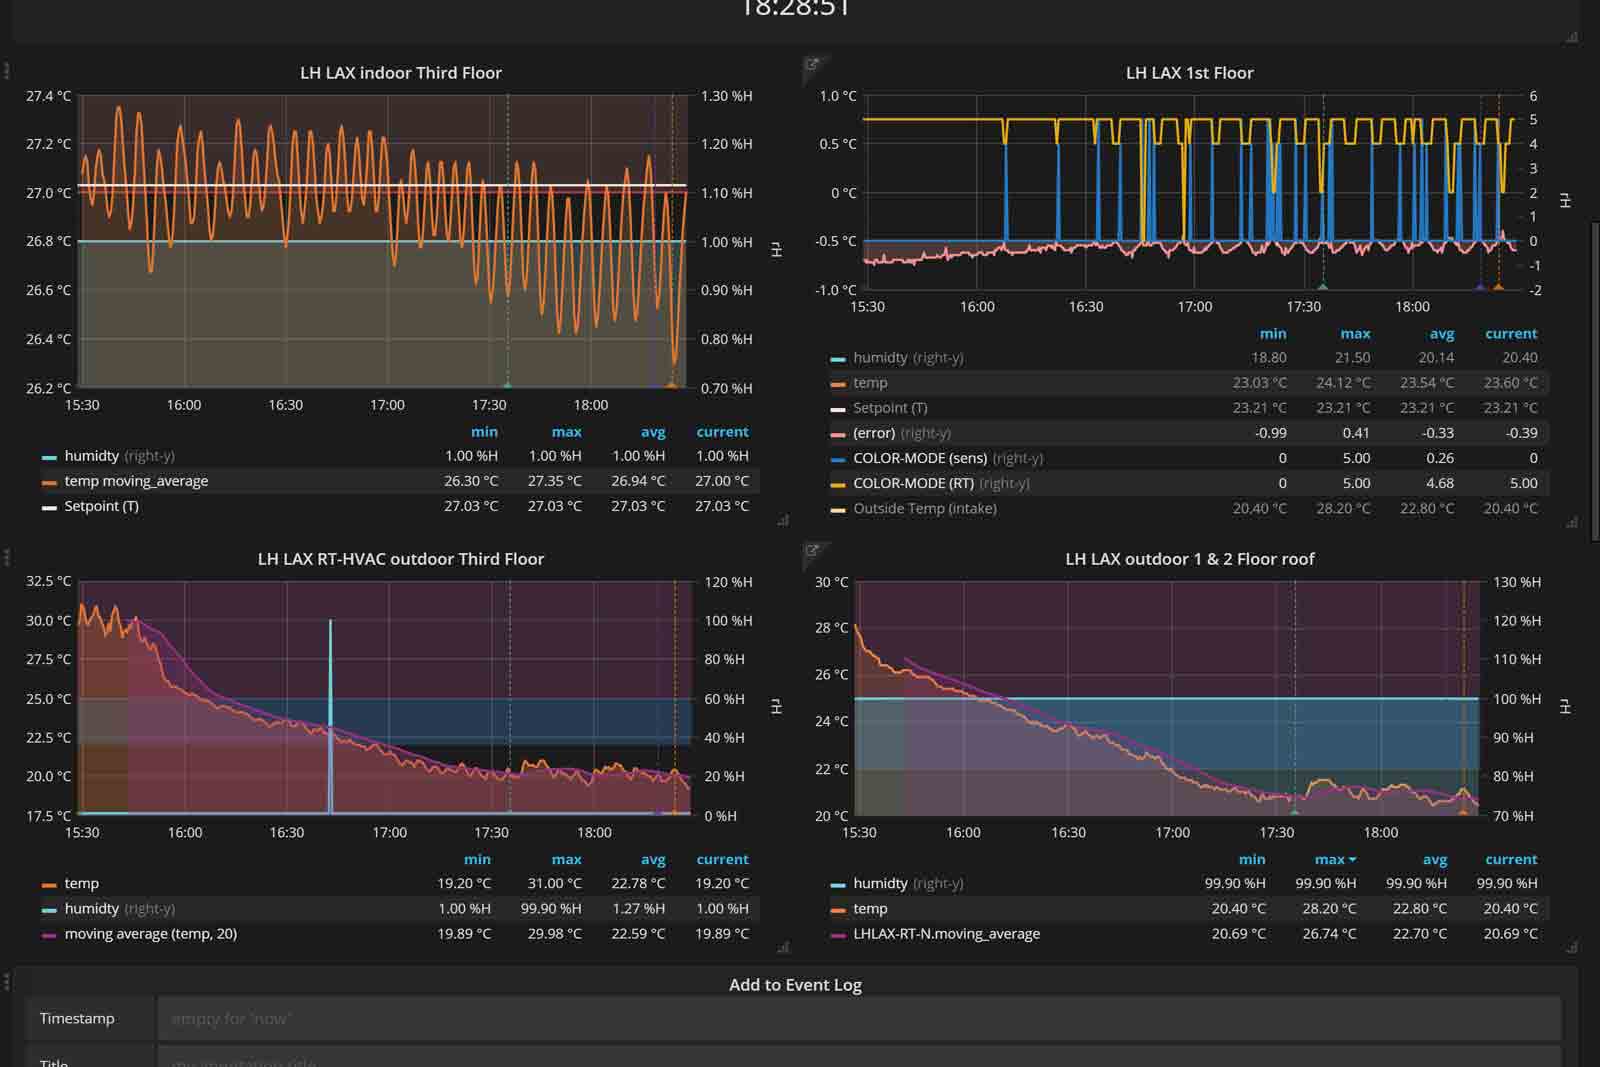 18:28:51
LH LAX indoor Third Floor
27.4 °C
27.2 °C
27.0 °C
26.8 °C
26.6 °C
26.4 °C
26.2 °C
1.30 %H
1.20 %H
1.10 %H
1.00 %H
0.90 %H
0.80 %H
0.70 %H
rH
15:30 16:00 16:30 17:00 17:30 18:00
min max avg current
humidty (right-y) 1.00 %H 1.00 %H 1.00 %H 1.00 %H
temp moving_average 26.30 °C 27.35 °C 26.94 °C 27.00 °C
Setpoint (T) 27.03 °C 27.03 °C 27.03 °C 27.03 °C
LH LAX 1st Floor
1.0 °C
0.5 °C
0 °C
-0.5 °C
-1.0 °C
6
5
4
3
2
1
0
-1
-2
rH
15:30 16:00 16:30 17:00 17:30 18:00
min max avg current
humidty (right-y) 18.80 21.50 20.14 20.40
temp 23.03 °C 24.12 °C 23.54 °C 23.60 °C
Setpoint (T) 23.21 °C 23.21 °C 23.21 °C 23.21 °C
(error) (right-y) -0.99 0.41 -0.33 -0.39
COLOR-MODE (sens) (right-y) 0 5.00 0.26 0
COLOR-MODE (RT) (right-y) 0 5.00 4.68 5.00
Outside Temp (intake) 20.40 °C 28.20 °C 22.80 °C 20.40 °C
LH LAX RT-HVAC outdoor Third Floor
32.5 °C
30.0 °C
27.5 °C
25.0 °C
22.5 °C
20.0 °C
17.5 °C
120 %H
100 %H
80 %H
60 %H
40 %H
20 %H
0 %H
rH
15:30 16:00 16:30 17:00 17:30 18:00
min max avg current
temp 19.20 °C 31.00 °C 22.78 °C 19.20 °C
humidty (right-y) 1.00 %H 99.90 %H 1.27 %H 1.00 %H
moving average (temp, 20) 19.89 °C 29.98 °C 22.59 °C 19.89 °C
LH LAX outdoor 1 & 2 Floor roof
30 °C
28 °C
26 °C
24 °C
22 °C
20 °C
130 %H
120 %H
110 %H
100 %H
90 %H
80 %H
70 %H
rH
15:30 16:00 16:30 17:00 17:30 18:00
min max avg current
humidty (right-y) 99.90 %H 99.90 %H 99.90 %H 99.90 %H
temp 20.40 °C 28.20 °C 22.80 °C 20.40 °C
LHLAX-RT-N.moving_average 20.69 °C 26.74 °C 22.70 °C 20.69 °C
Add to Event Log
Timestamp empty for 'now'
Title my annotation title